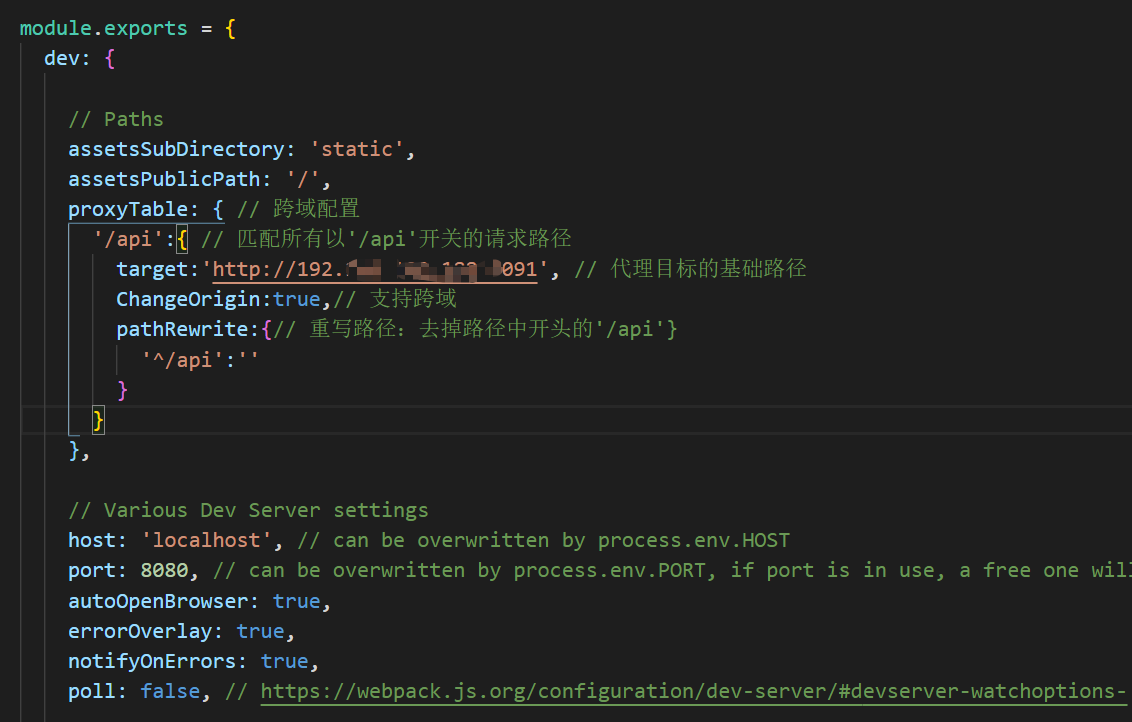 module.exports = {
dev: {
// Paths
assetsSubDirectory: 'static',
assetsPublicPath: '/',
proxyTable: { // 跨域配置
'/api':{ // 匹配所有以'/api'开关的请求路径
target:'http://192. 091', // 代理目标的基础路径
ChangeOrigin:true,// 支持跨域
pathRewrite:{// 重写路径: 去掉路径中开头的'/api'}
'^/api':''
}
}
},
// Various Dev Server settings
host: 'localhost', // can be overwritten by process.env.HOST
port: 8080, // can be overwritten by process.env.PORT, if port is in use, a free one will
autoOpenBrowser: true,
errorOverlay: true,
notifyOnErrors: true,
poll: false, // https://webpack.js.org/configuration/dev-server/#devserver-watchoptions-